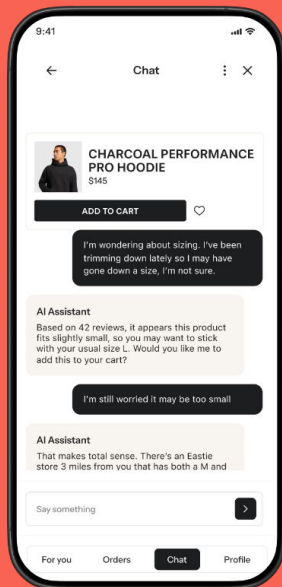 9:41
Chat
CHARCOAL PERFORMANCE
PRO HOODIE
$145
ADD TO CART
I'm wondering about sizing. I've been
trimming down lately so I may have
gone down a size, I'm not sure.
AI Assistant
Based on 42 reviews, it appears this product
fits slightly small, so you may want to stick
with your usual size L. Would you like me to
add this to your cart?
I'm still worried it may be too small
AI Assistant
That makes total sense. There's an Eastie
store 3 miles from you that has both a M and
Say something
For you
Orders
Chat
Profile